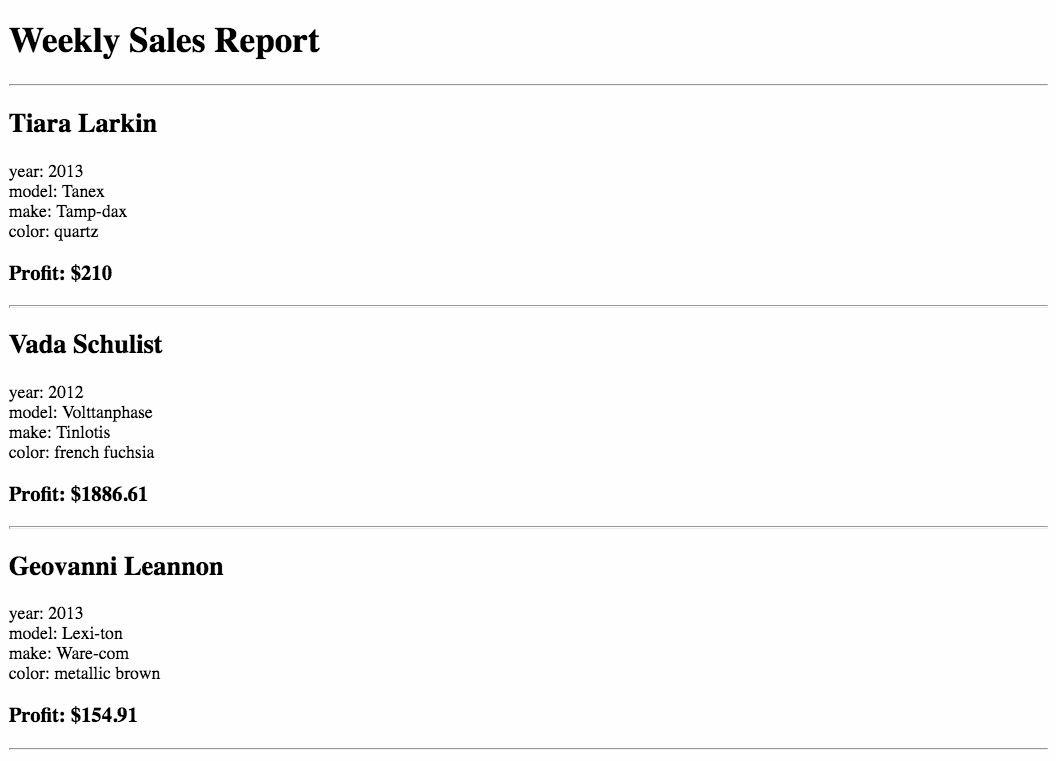 Weekly Sales Report
Tiara Larkin
year: 2013
model: Tanex
make: Tamp-dax
color: quartz
Profit: $210
Vada Schulist
year: 2012
model: Volttanphase
make: Tinlotis
color: french fuchsia
Profit: $1886.61
Geovanni Leannon
year: 2013
model: Lexi-ton
make: Ware-com
color: metallic brown
Profit: $154.91